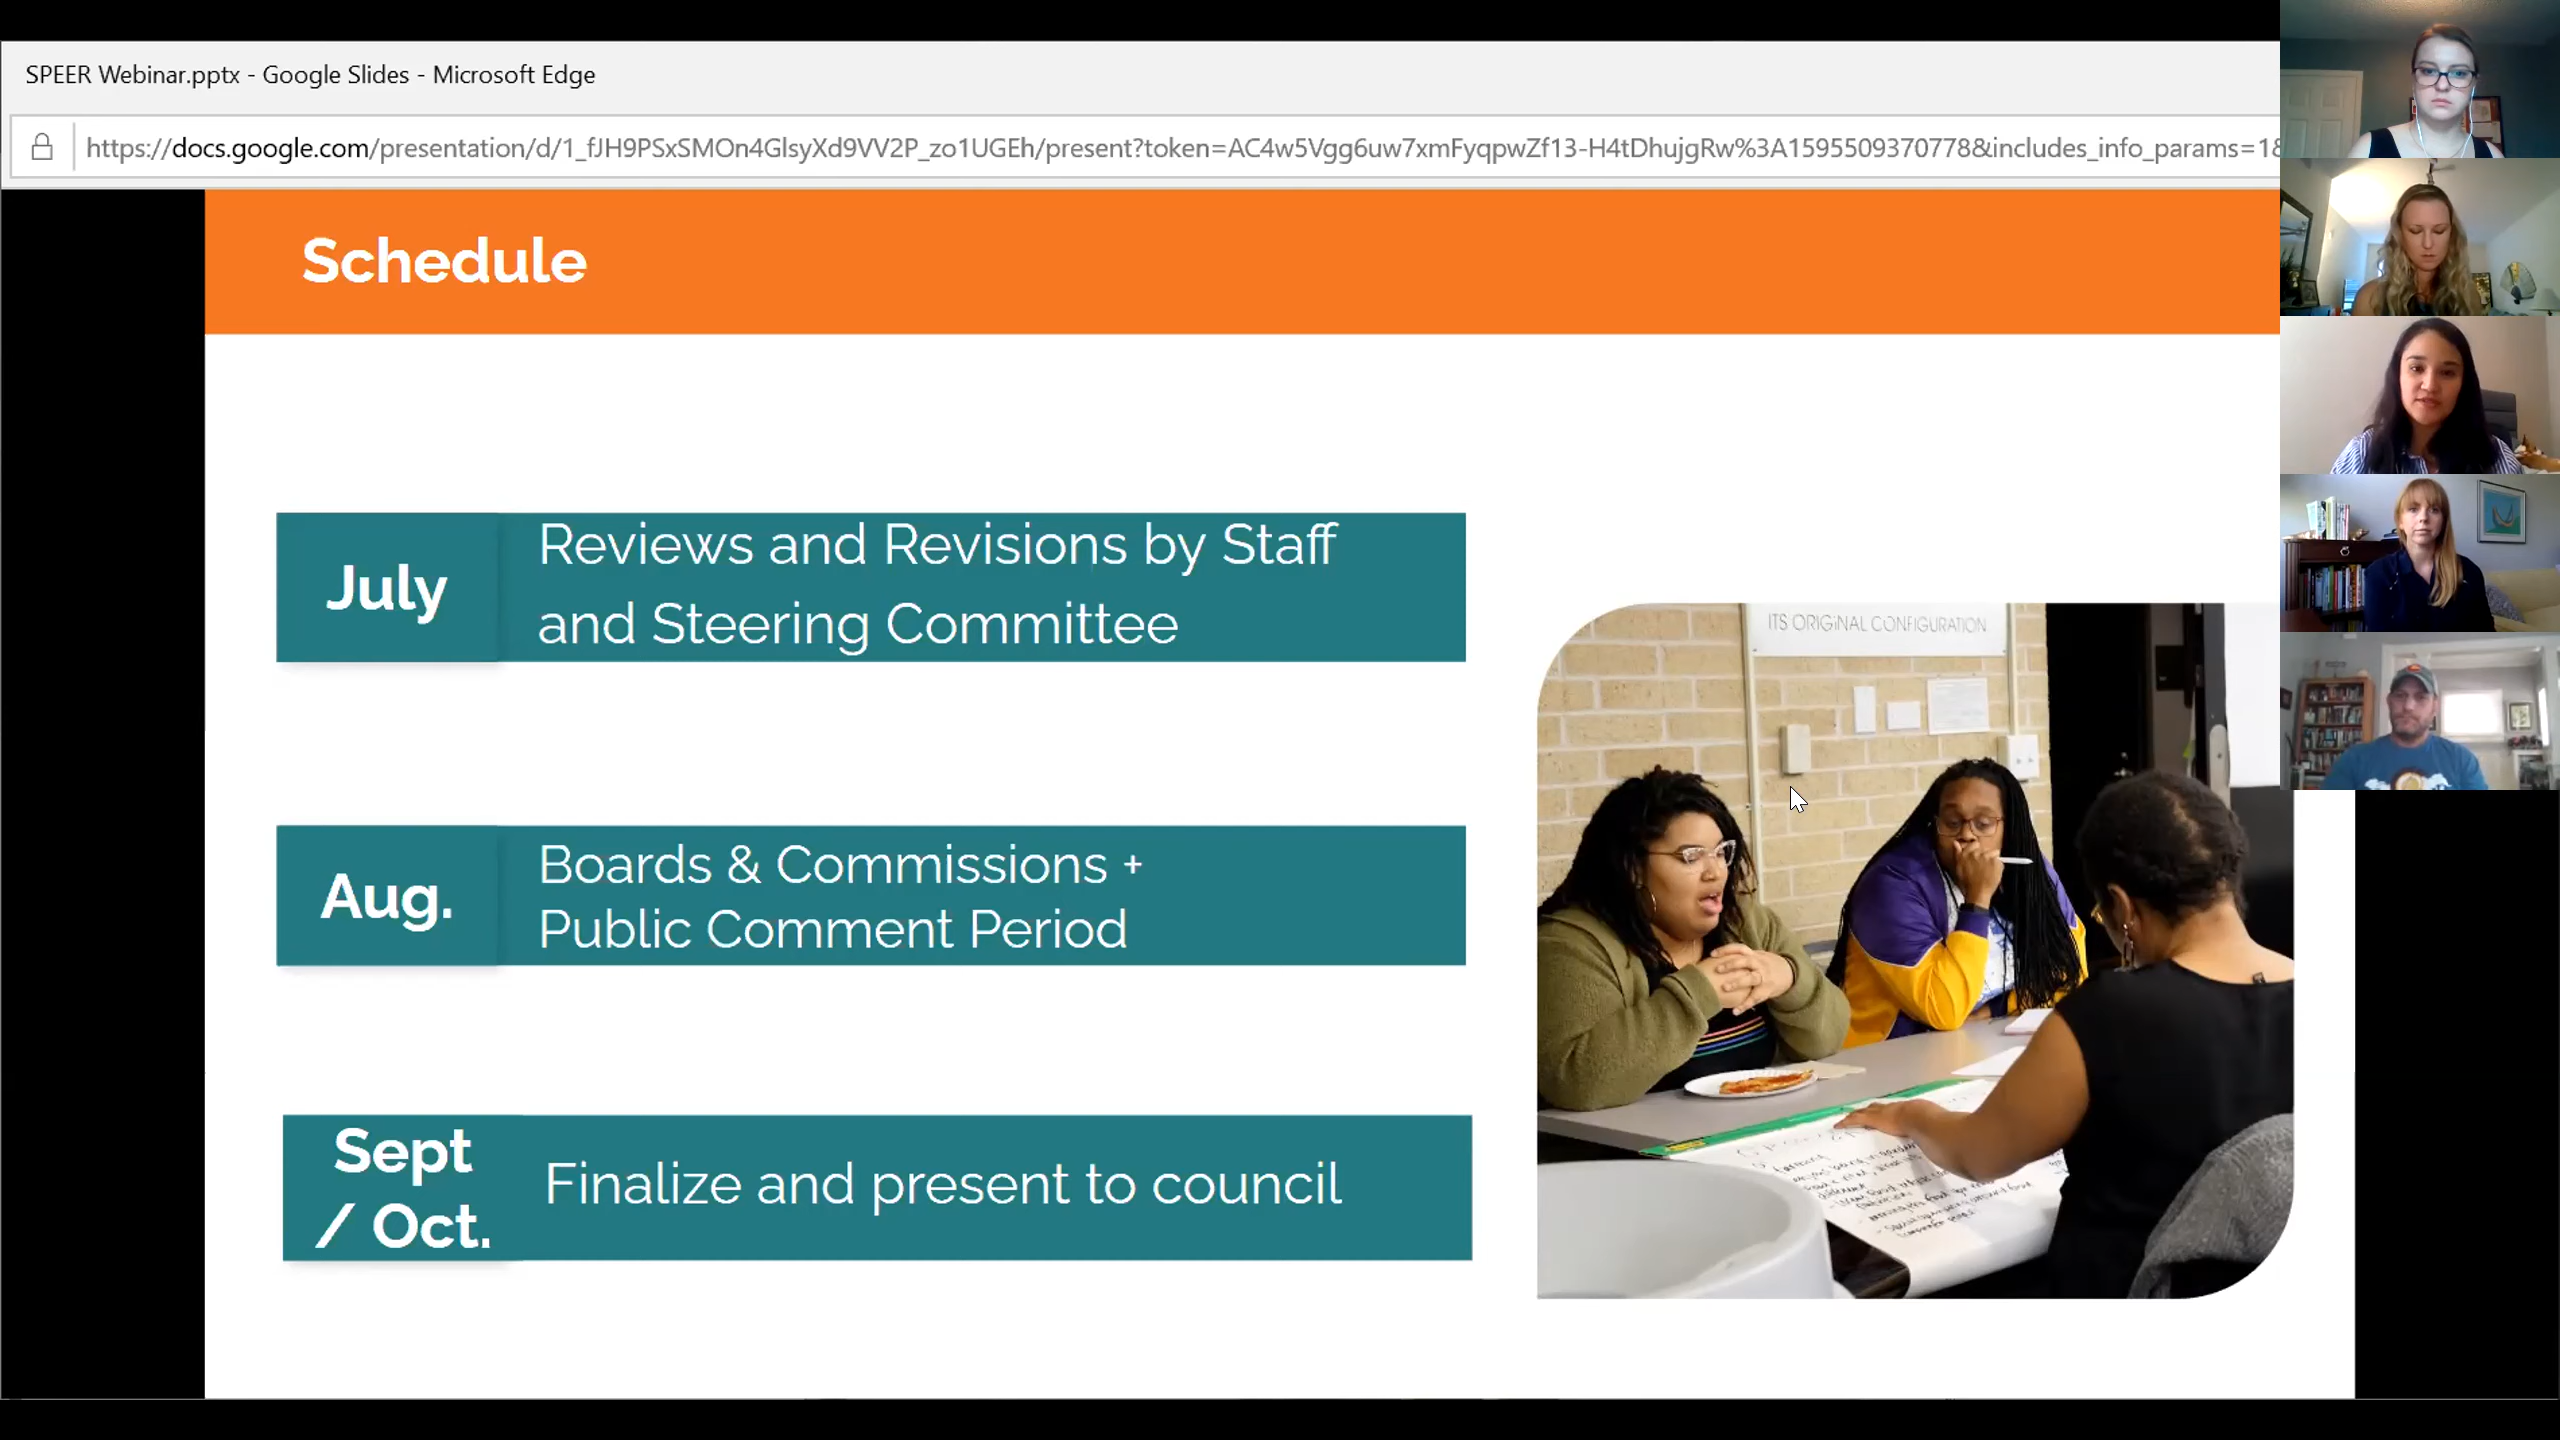 SPEER Webinar.pptx - Google Slides - Microsoft Edge
https://docs.google.com/presentation/d/1_fJH9PSxSMOn4GlsyXd9VV2P_zo1UGEh/present?token=AC4w5Vgg6uw7xmFyqpwZf13-H4tDhujgRw%3A1595509370778&includes_info_params=1&
Schedule
July
Reviews and Revisions by Staff
and Steering Committee
Aug.
Boards & Commissions +
Public Comment Period
Sept
/ Oct.
Finalize and present to council
ITS ORIGINAL CONFIGURATION